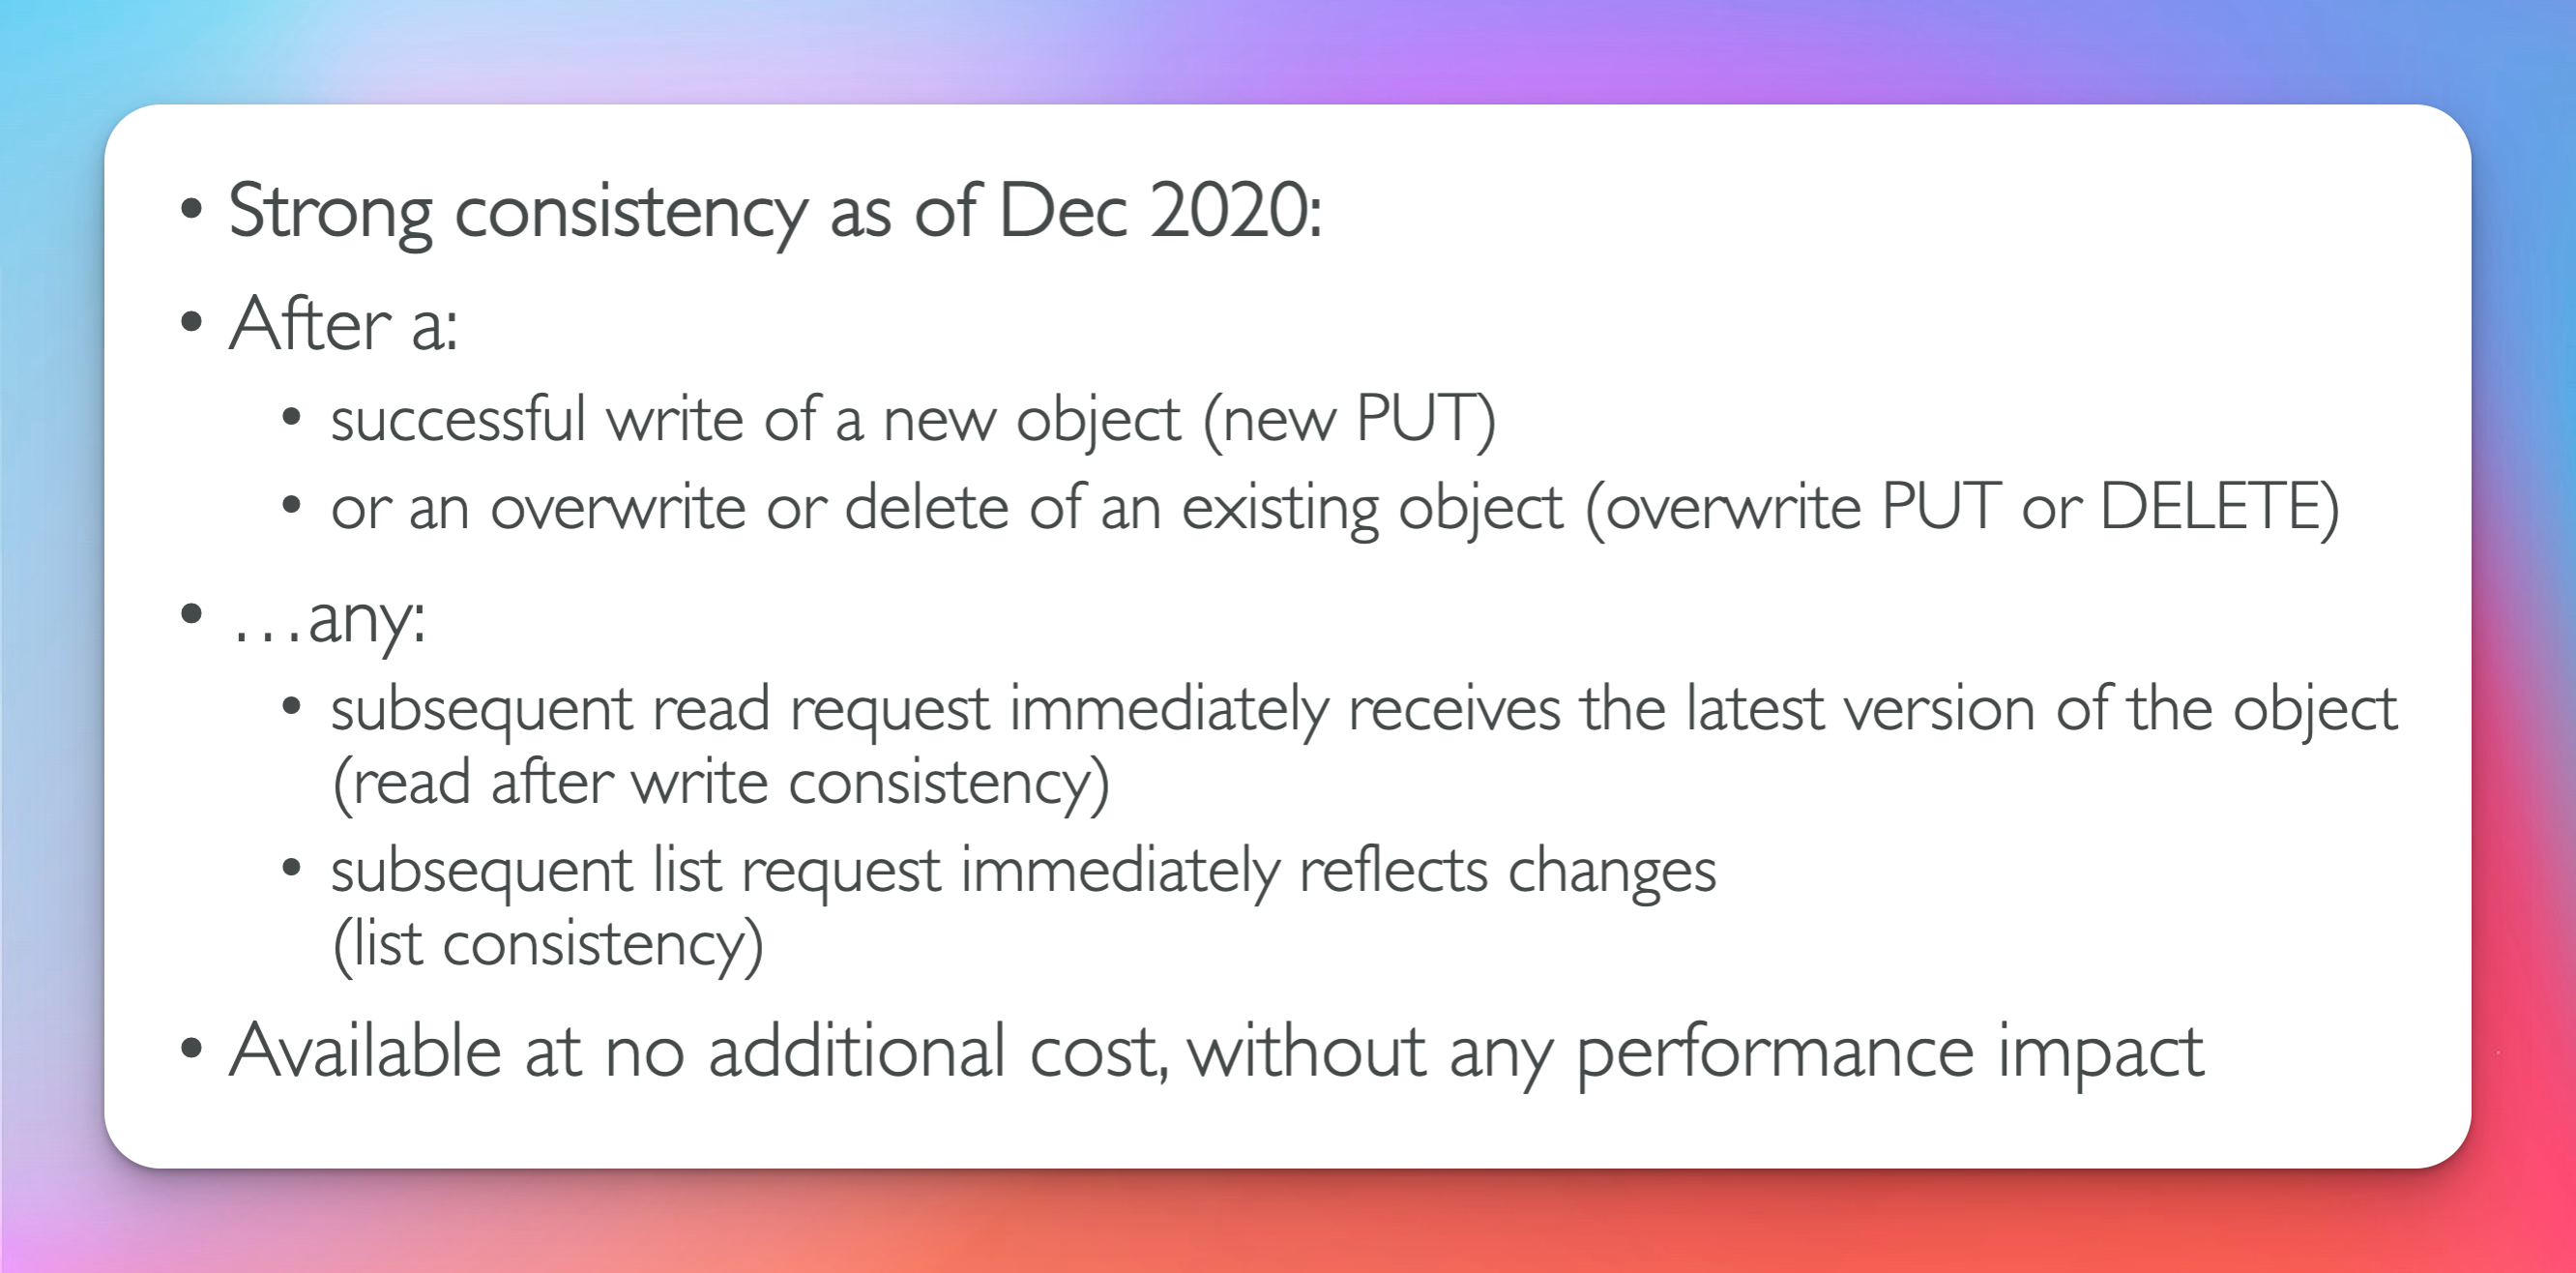 • Strong consistency as of Dec 2020:
• After a:
• successful write of a new object (new PUT)
• or an overwrite or delete of an existing object (overwrite PUT or DELETE)
• …any:
• subsequent read request immediately receives the latest version of the object
(read after write consistency)
• subsequent list request immediately reflects changes
(list consistency)
• Available at no additional cost, without any performance impact